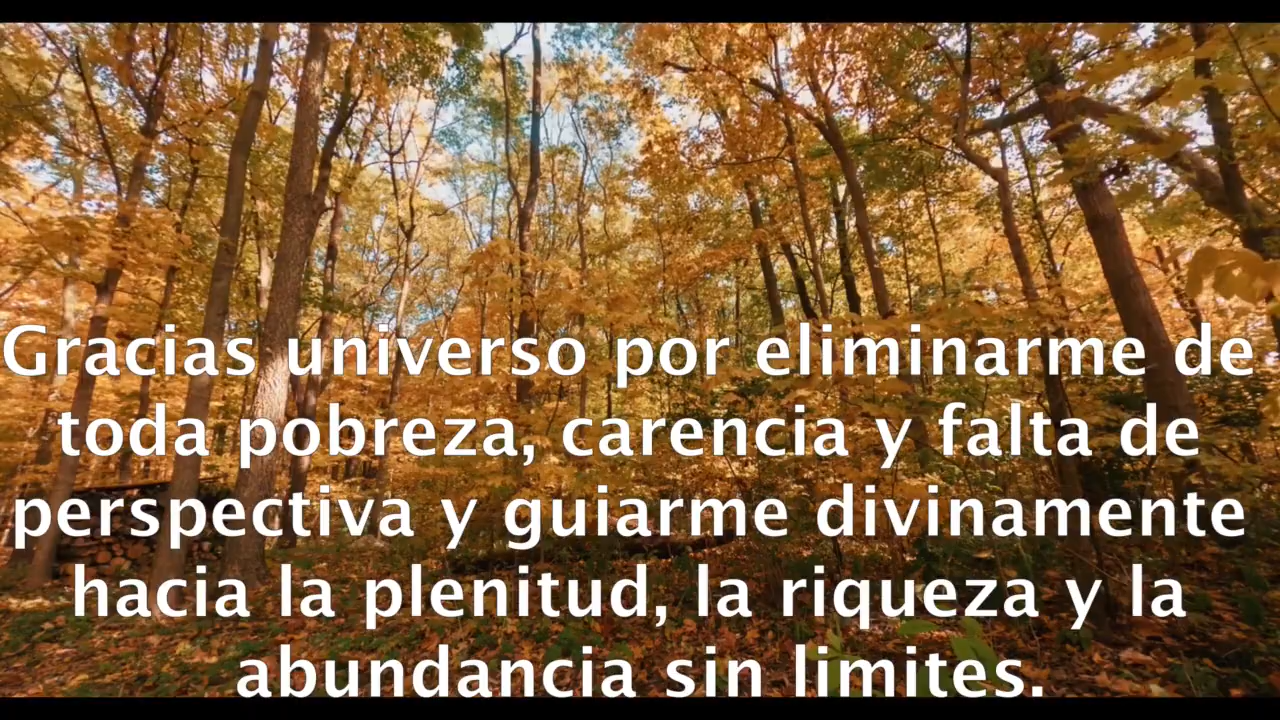 Gracias universo por eliminarme de
toda pobreza, carencia y falta de
perspectiva y guiarme divinamente
hacia la plenitud, la riqueza y la
abundancia sin limites.